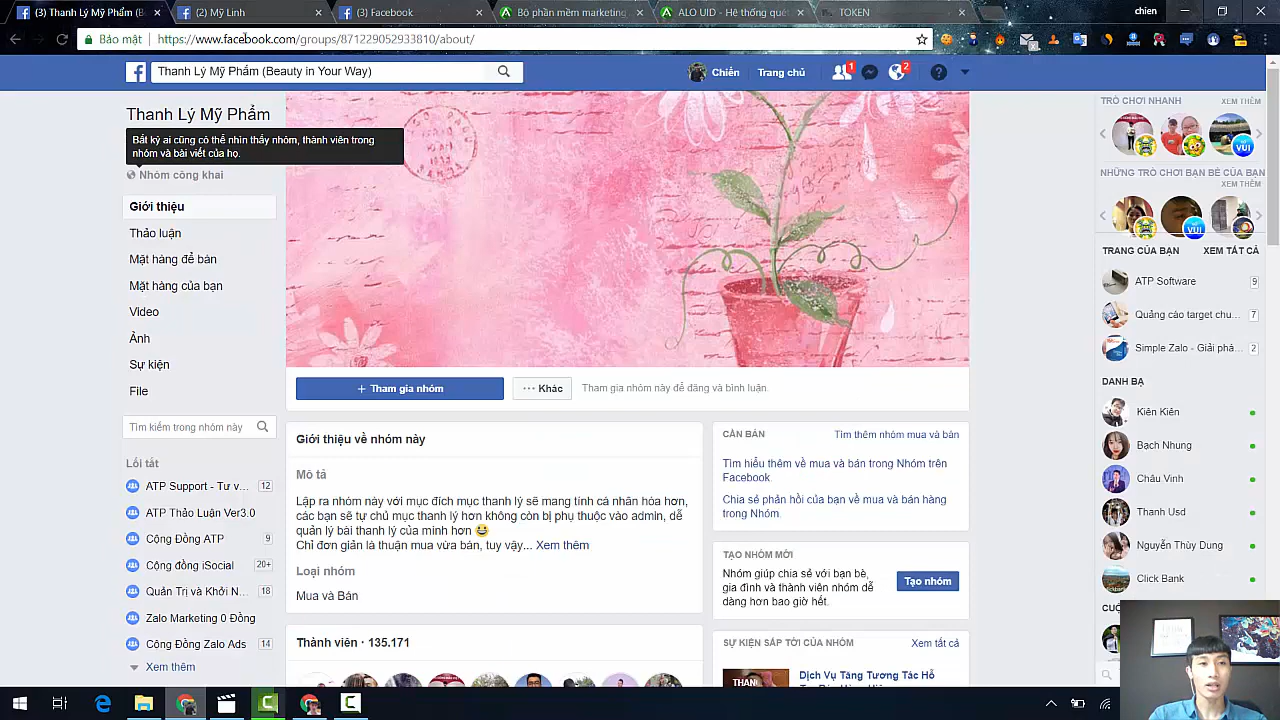 (3) Thanh Lý Mỹ Phẩm (B
(2) Mỹ Linh
(3) Facebook
Bộ phần mềm marketing
ALO UID - Hệ thống qué
TOKEN
chien
Bảo mật
https://www.facebook.com/groups/871229052933810/about/
Thanh Lý Mỹ Phẩm (Beauty in Your Way)
Chiến
Trang chủ
1
2
Thanh Lý Mỹ Phẩm
Bất kỳ ai cũng có thể nhìn thấy nhóm, thành viên trong
nhóm và bài viết của họ.
Nhóm công khai
Giới thiệu
Thảo luận
Mặt hàng để bán
Mặt hàng của bạn
Video
Ảnh
Sự kiện
File
Tìm kiếm trong nhóm này
Lối tắt
ATP Support - Tư v... 12
ATP Thảo Luận Ver3.0
Cộng Đồng ATP 9
Cộng đồng iSocial 20+
Quản Trị và Khởi N... 18
Zalo Marketing 0 Đồng
Cộng Đồng Zalo Ads 14
Xem thêm
+ Tham gia nhóm
··· Khác
Tham gia nhóm này để đăng và bình luận.
Giới thiệu về nhóm này
Mô tả
Lập ra nhóm này với mục đích mục thanh lý sẽ mang tính cá nhân hóa hơn,
các bạn sẽ tự chủ mục thanh lý hơn không còn bị phụ thuộc vào admin, dễ
quản lý bài thanh lý của mình hơn 😀
Chỉ đơn giản là thuận mua vừa bán, tuy vậy... Xem thêm
Loại nhóm
Mua và Bán
Thành viên · 135.171
CẦN BÁN
Tìm thêm nhóm mua và bán
Tìm hiểu thêm về mua và bán trong Nhóm trên
Facebook.
Chia sẻ phản hồi của bạn về mua và bán hàng
trong Nhóm.
TẠO NHÓM MỚI
Nhóm giúp chia sẻ với bạn bè,
gia đình và thành viên nhóm dễ
dàng hơn bao giờ hết.
Tạo nhóm
SỰ KIỆN SẮP TỚI CỦA NHÓM
Xem tất cả
THAN
Dịch Vụ Tăng Tương Tác Hỗ
TRÒ CHƠI NHANH
XEM THÊM
VUI
NHỮNG TRÒ CHƠI BẠN BÈ CỦA BẠN
XEM THÊM
VUI
TRANG CỦA BẠN
XEM TẤT CẢ
ATP Software 9
Quảng cáo target chu... 7
Simple Zalo - Giải phá... 2
DANH BẠ
Kiên Kiên
Bạch Nhung
Châu Vinh
Thanh Usd
Nguyễn Thùy Dung
Click Bank